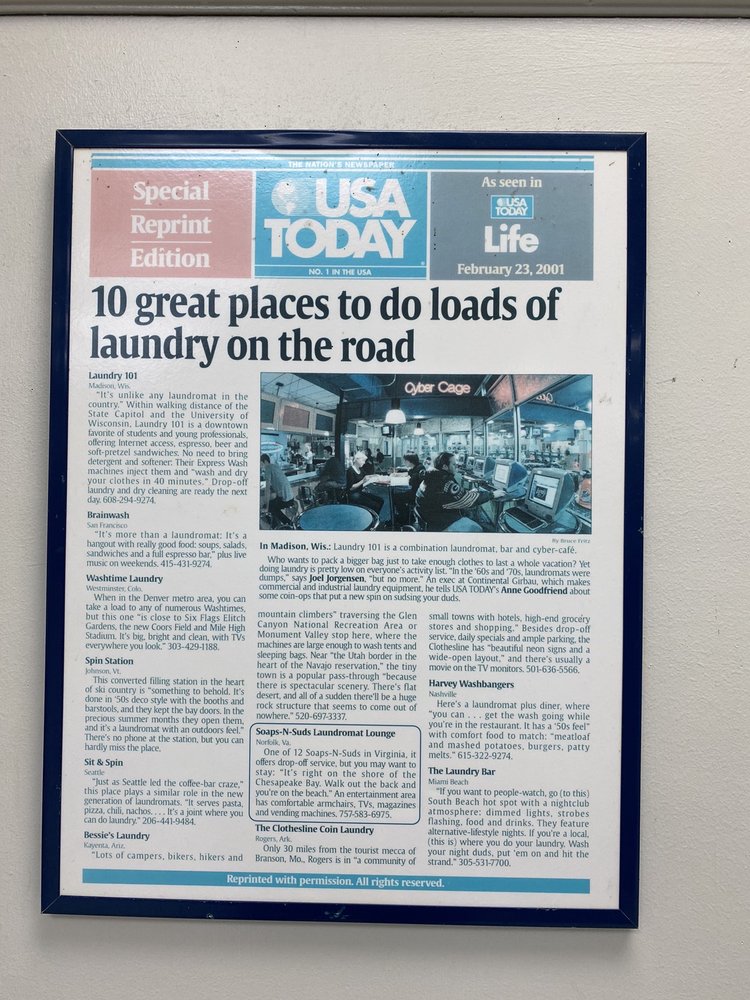 THE NATION'S NEWSPAPER
Special
Reprint
Edition
USA
TODAY
NO. 1 IN THE USA
As seen in
USA
TODAY
Life
February 23, 2001
10 great places to do loads of
laundry on the road
Laundry 101
Madison, Wis.
"It's unlike any laundromat in the
country." Within walking distance of the
State Capitol and the University of
Wisconsin, Laundry 101 is a downtown
favorite of students and young professionals,
offering Internet access, espresso, beer and
soft-pretzel sandwiches. No need to bring
detergent and softener: Their Express Wash
machines inject them and "wash and dry
your clothes in 40 minutes." Drop-off
laundry and dry cleaning are ready the next
day. 608-294-9274.
Brainwash
San Francisco
"It's more than a laundromat: It's a
hangout with really good food: soups, salads,
sandwiches and a full espresso bar," plus live
music on weekends. 415-431-9274.
Washtime Laundry
Westminster, Colo.
When in the Denver metro area, you can
take a load to any of numerous Washtimes,
but this one "is close to Six Flags Elitch
Gardens, the new Coors Field and Mile High
Stadium. It's big, bright and clean, with TVs
everywhere you look." 303-429-1188.
Spin Station
Johnson, Vt.
This converted filling station in the heart
of ski country is "something to behold. It's
done in '50s deco style with the booths and
barstools, and they kept the bay doors. In the
precious summer months they open them,
and it's a laundromat with an outdoors feel."
There's no phone at the station, but you can
hardly miss the place.
Sit & Spin
Seattle
"Just as Seattle led the coffee-bar craze,"
this place plays a similar role in the new
generation of laundromats. "It serves pasta,
pizza, chili, nachos. . . . It's a joint where you
can do laundry." 206-441-9484.
Bessie's Laundry
Kayenta, Ariz.
"Lots of campers, bikers, hikers and
Cyber Cage
By Bruce Fritz
In Madison, Wis.: Laundry 101 is a combination laundromat, bar and cyber-café.
Who wants to pack a bigger bag just to take enough clothes to last a whole vacation? Yet
doing laundry is pretty low on everyone's activity list. "In the '60s and '70s, laundromats were
dumps," says Joel Jorgensen, "but no more." An exec at Continental Girbau, which makes
commercial and industrial laundry equipment, he tells USA TODAY'S Anne Goodfriend about
some coin-ops that put a new spin on sudsing your duds.
mountain climbers" traversing the Glen
Canyon National Recreation Area or
Monument Valley stop here, where the
machines are large enough to wash tents and
sleeping bags. Near "the Utah border in the
heart of the Navajo reservation," the tiny
town is a popular pass-through "because
there is spectacular scenery. There's flat
desert, and all of a sudden there'll be a huge
rock structure that seems to come out of
nowhere." 520-697-3337.
Soaps-N-Suds Laundromat Lounge
Norfolk, Va.
One of 12 Soaps-N-Suds in Virginia, it
offers drop-off service, but you may want to
stay: "It's right on the shore of the
Chesapeake Bay. Walk out the back and
you're on the beach." An entertainment area
has comfortable armchairs, TVs, magazines
and vending machines. 757-583-6975.
The Clothesline Coin Laundry
Rogers, Ark.
Only 30 miles from the tourist mecca of
Branson, Mo., Rogers is in "a community of
small towns with hotels, high-end grocery
stores and shopping." Besides drop-off
service, daily specials and ample parking, the
Clothesline has "beautiful neon signs and a
wide-open layout," and there's usually a
movie on the TV monitors. 501-636-5566.
Harvey Washbangers
Nashville
Here's a laundromat plus diner, where
"you can . . . get the wash going while
you're in the restaurant. It has a '50s feel"
with comfort food to match: "meatloaf
and mashed potatoes, burgers, patty
melts." 615-322-9274.
The Laundry Bar
Miami Beach
"If you want to people-watch, go (to this)
South Beach hot spot with a nightclub
atmosphere: dimmed lights, strobes
flashing, food and drinks. They feature
alternative-lifestyle nights. If you're a local,
(this is) where you do your laundry. Wash
your night duds, put 'em on and hit the
strand." 305-531-7700.
Reprinted with permission. All rights reserved.